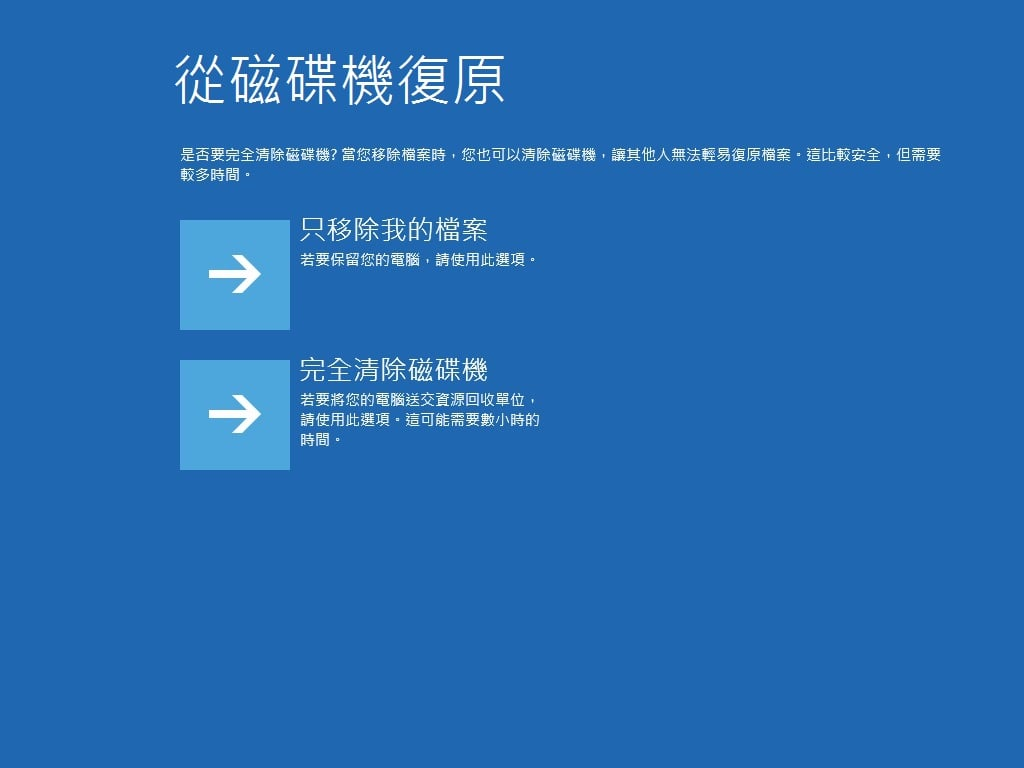 從磁碟機復原
是否要完全清除磁碟機? 當您移除檔案時，您也可以清除磁碟機，讓其他人無法輕易復原檔案。這比較安全，但需要
較多時間。
只移除我的檔案
若要保留您的電腦，請使用此選項。
完全清除磁碟機
若要將您的電腦送交資源回收單位，
請使用此選項。這可能需要數小時的
時間。